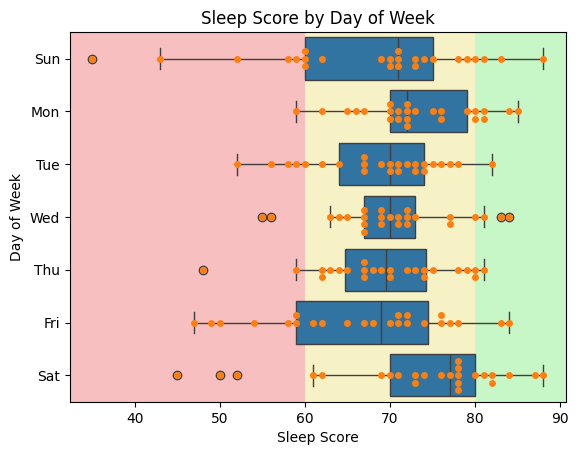 Sleep Score by Day of Week
Day of Week
Sun
Mon
Tue
Wed
Thu
Fri
Sat
40 50 60 70 80 90
Sleep Score